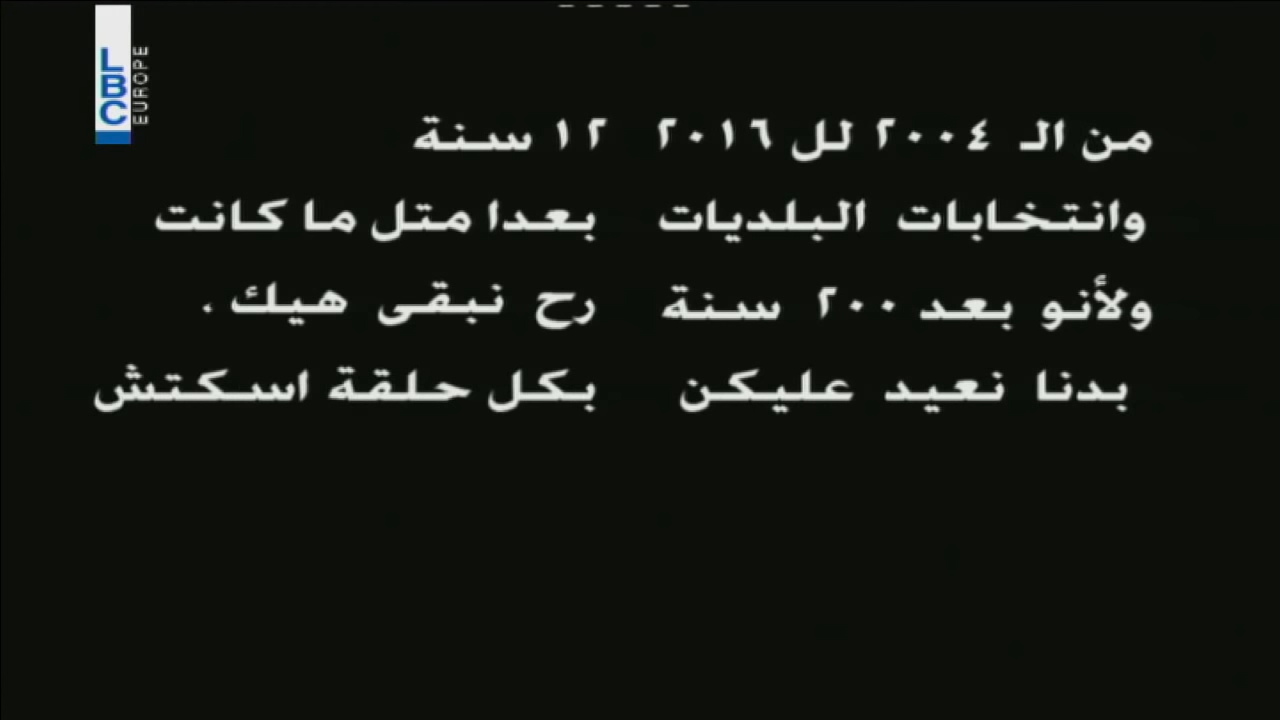 LBC
EUROPE
من الـ ٢٠٠٤ لل ٢٠١٦ ١٢ سنة
وانتخابات البلديات بعدا متل ما كانت
ولأنو بعد ٢٠٠ سنة رح نبقى هيك .
بدنا نعيد عليكن بكل حلقة اسكتش